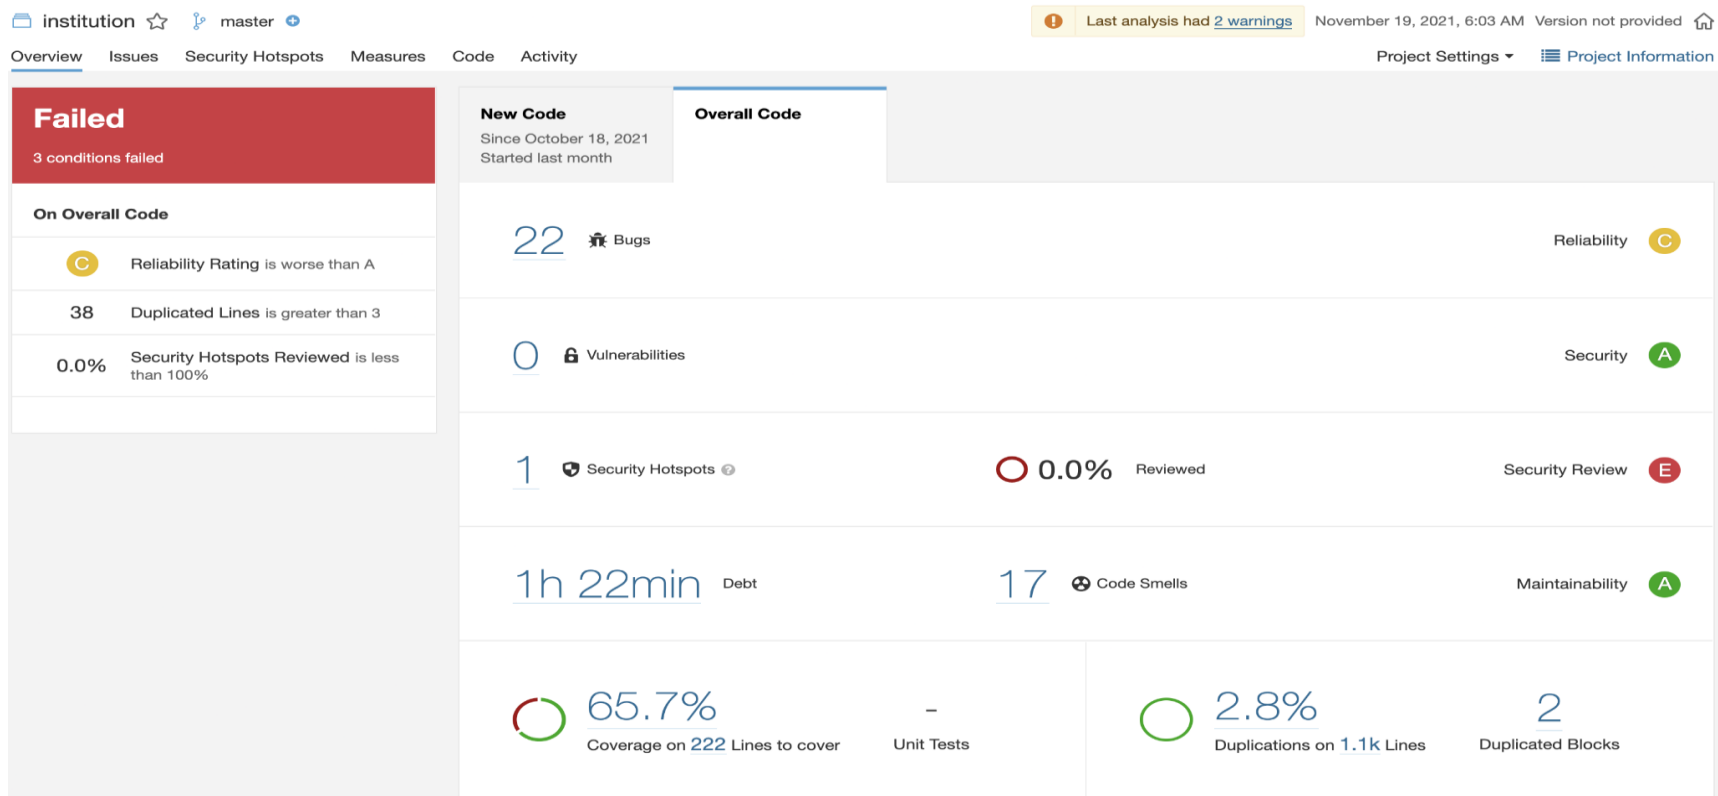 institution master Last analysis had 2 warnings November 19, 2021, 6:03 AM Version not provided
Overview Issues Security Hotspots Measures Code Activity Project Settings Project Information
Failed
3 conditions failed
On Overall Code
C Reliability Rating is worse than A
38 Duplicated Lines is greater than 3
0.0% Security Hotspots Reviewed is less
than 100%
New Code
Since October 18, 2021
Started last month
Overall Code
22 Bugs Reliability C
0 Vulnerabilities Security A
1 Security Hotspots ? 0.0% Reviewed Security Review E
1h 22min Debt 17 Code Smells Maintainability A
65.7%
Coverage on 222 Lines to cover
–
Unit Tests
2.8%
Duplications on 1.1k Lines
2
Duplicated Blocks